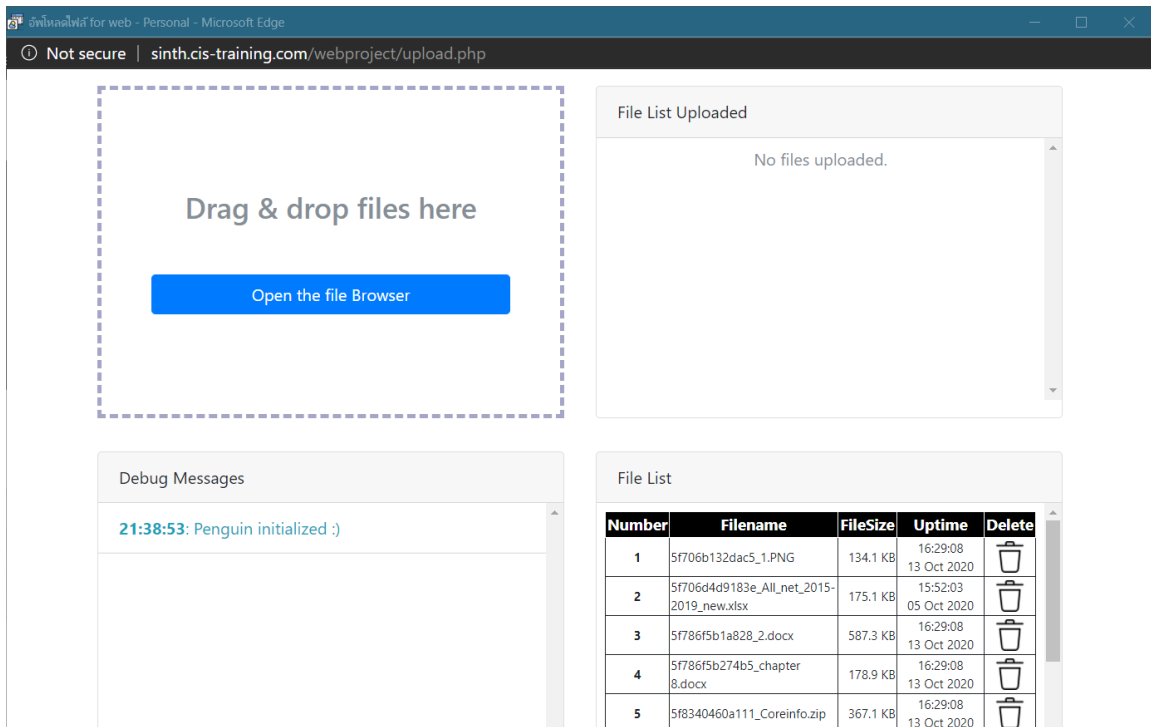 อัพโหลดไฟล์ for web - Personal - Microsoft Edge
Not secure | sinth.cis-training.com/webproject/upload.php
Drag & drop files here
Open the file Browser
File List Uploaded
No files uploaded.
Debug Messages
21:38:53: Penguin initialized :)
File List
Number Filename FileSize Uptime Delete
1 5f706b132dac5_1.PNG 134.1 KB 16:29:08
13 Oct 2020
2 5f706d4d9183e_All_net_2015-
2019_new.xlsx 175.1 KB 15:52:03
05 Oct 2020
3 5f786f5b1a828_2.docx 587.3 KB 16:29:08
13 Oct 2020
4 5f786f5b274b5_chapter
8.docx 178.9 KB 16:29:08
13 Oct 2020
5 5f8340460a111_Coreinfo.zip 367.1 KB 16:29:08
13 Oct 2020